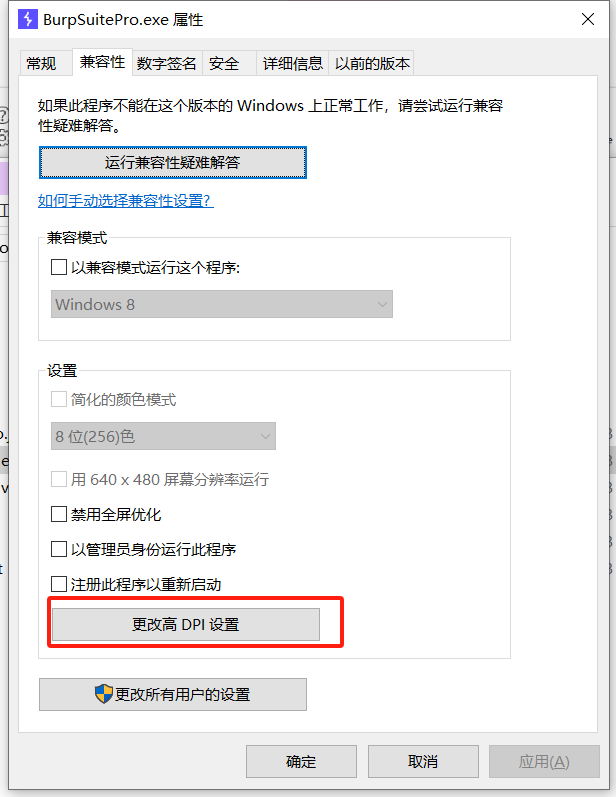 BurpSuitePro.exe 属性
常规 兼容性 数字签名 安全 详细信息 以前的版本
如果此程序不能在这个版本的 Windows 上正常工作，请尝试运行兼容
性疑难解答。
运行兼容性疑难解答
如何手动选择兼容性设置?
兼容模式
以兼容模式运行这个程序:
Windows 8
设置
简化的颜色模式
8 位(256)色
用 640 x 480 屏幕分辨率运行
禁用全屏优化
以管理员身份运行此程序
注册此程序以重新启动
更改高 DPI 设置
更改所有用户的设置
确定 取消 应用(A)